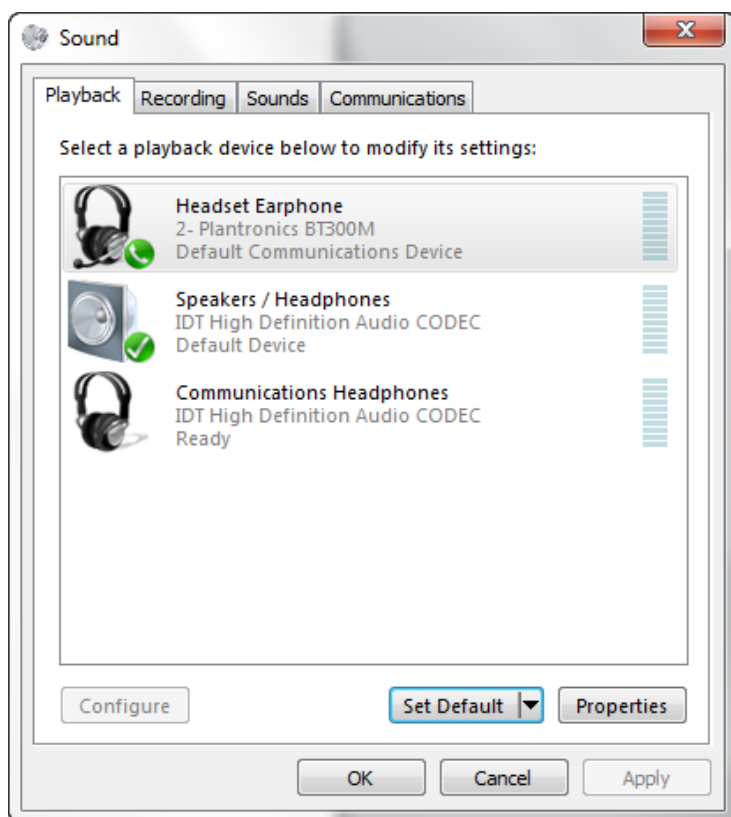 Sound
Playback Recording Sounds Communications
Select a playback device below to modify its settings:
Headset Earphone
2- Plantronics BT300M
Default Communications Device
Speakers / Headphones
IDT High Definition Audio CODEC
Default Device
Communications Headphones
IDT High Definition Audio CODEC
Ready
Configure Set Default Properties
OK Cancel Apply